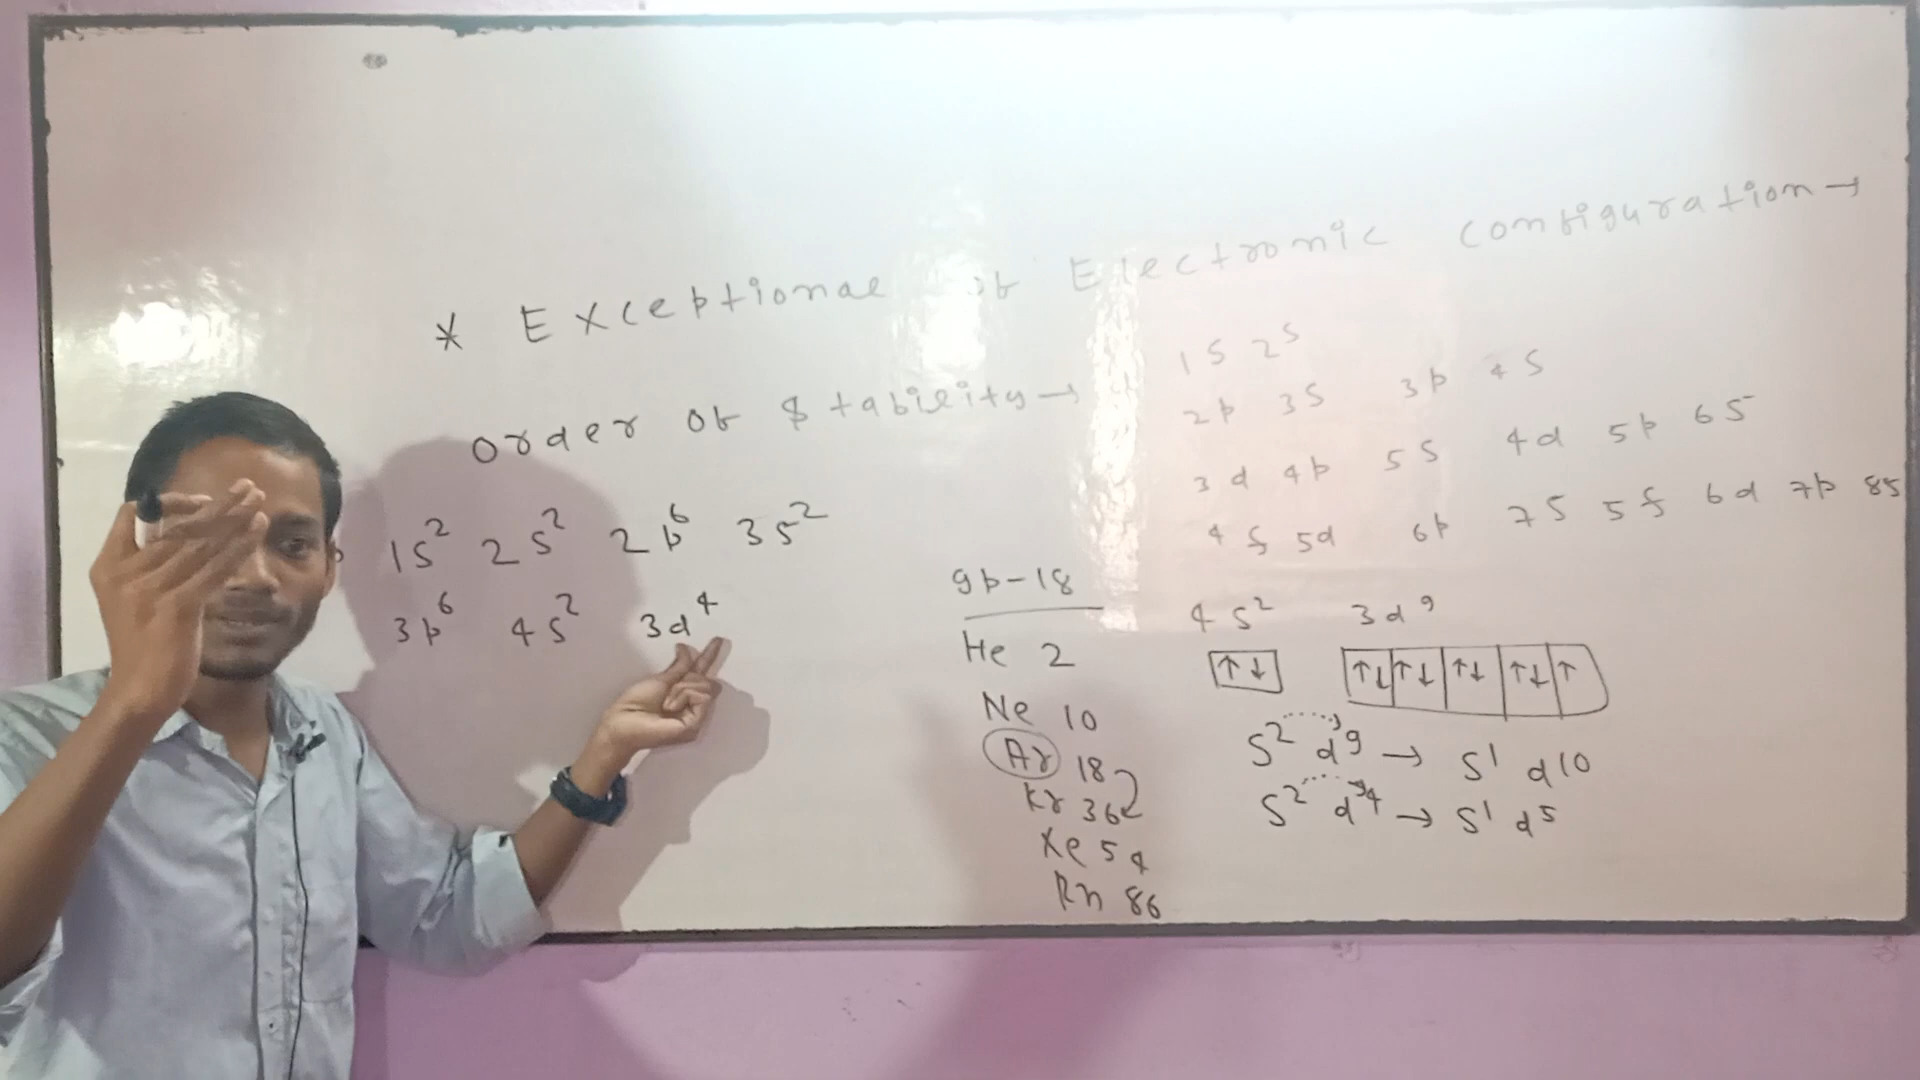 * Exceptional of Electronic configuration →
order of stability →
1s² 2s² 2p⁶ 3s²
3p⁶ 4s² 3d⁴
gp-18
He 2
Ne 10
Ar 18
Kr 36
Xe 54
Rn 86
1s 2s
2p 3s 3p 4s
3d 4p 5s 4d 5p 6s
4f 5d 6p 7s 5f 6d 7p 8s
4s² 3d⁹
↑↓ ↑↓ ↑↓ ↑↓ ↑↓ ↑
s² d⁹ → s¹ d10
s² d⁴ → s¹ d⁵